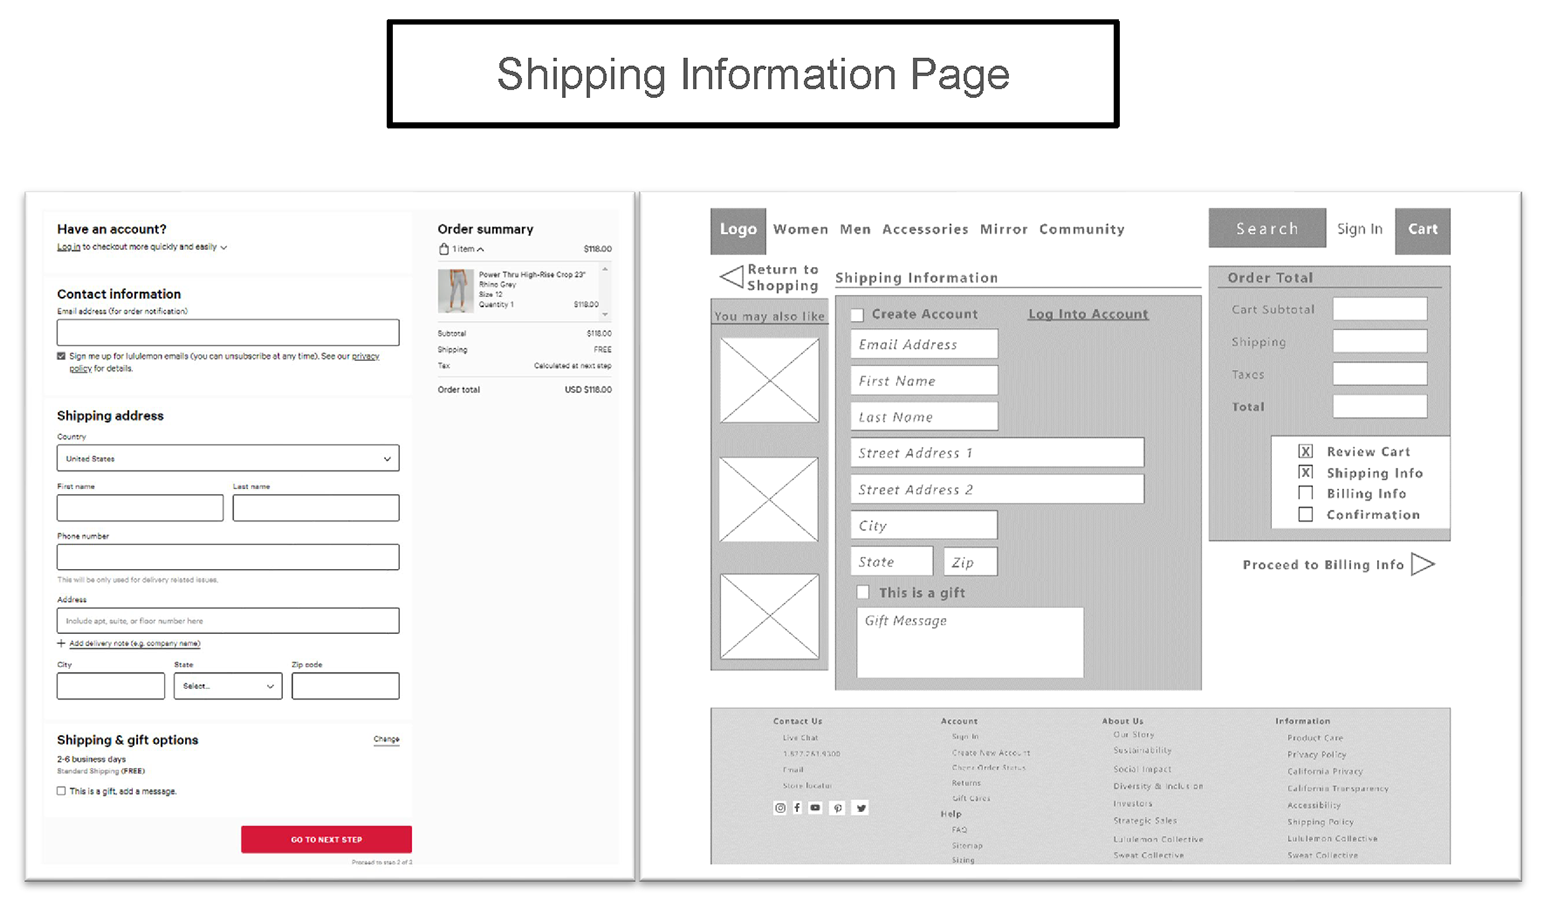 Shipping Information Page
Have an account?
Log in to checkout more quickly and easily
Contact information
Email address (for order notification)
Sign me up for lululemon emails (you can unsubscribe at any time). See our privacy
policy for details.
Shipping address
Country
United States
First name Last name
Phone number
This will be only used for delivery related issues.
Address
Include apt, suite, or floor number here
Add delivery note (e.g. company name)
City State Zip code
Select...
Shipping & gift options Change
2-6 business days
Standard Shipping (FREE)
This is a gift, add a message.
GO TO NEXT STEP
Proceed to step 2 of 3
Order summary
1 item $118.00
Power Thru High-Rise Crop 23"
Rhino Grey
Size 12
Quantity 1 $118.00
Subtotal $118.00
Shipping FREE
Tax Calculated at next step
Order total USD $118.00
Logo Women Men Accessories Mirror Community Search Sign In Cart
Return to
Shopping
Shipping Information
You may also like
Create Account Log Into Account
Email Address
First Name
Last Name
Street Address 1
Street Address 2
City
State Zip
This is a gift
Gift Message
Order Total
Cart Subtotal
Shipping
Taxes
Total
X Review Cart
X Shipping Info
Billing Info
Confirmation
Proceed to Billing Info
Contact Us
Live Chat
Email
Store locator
Account
Sign In
Create New Account
Check Order Status
Returns
Gift Cards
Help
FAQ
Sitemap
Sizing
About Us
Our Story
Sustainability
Social Impact
Diversity & Inclusion
Investors
Strategic Sales
Lululemon Collective
Sweat Collective
Information
Product Care
Privacy Policy
California Privacy
California Transparency
Accessibility
Shipping Policy
Lululemon Collective
Sweat Collective